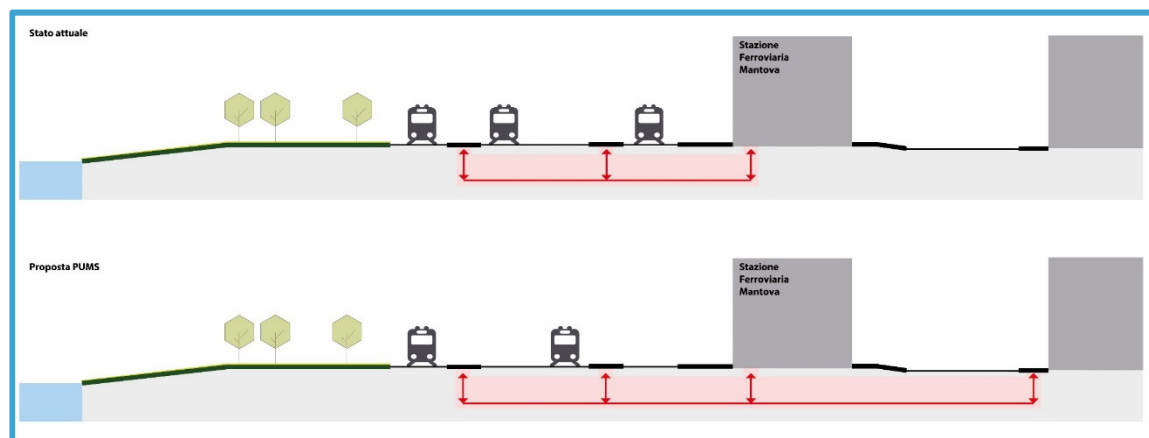 Stato attuale
Stazione
Ferroviaria
Mantova
Proposta PUMS
Stazione
Ferroviaria
Mantova